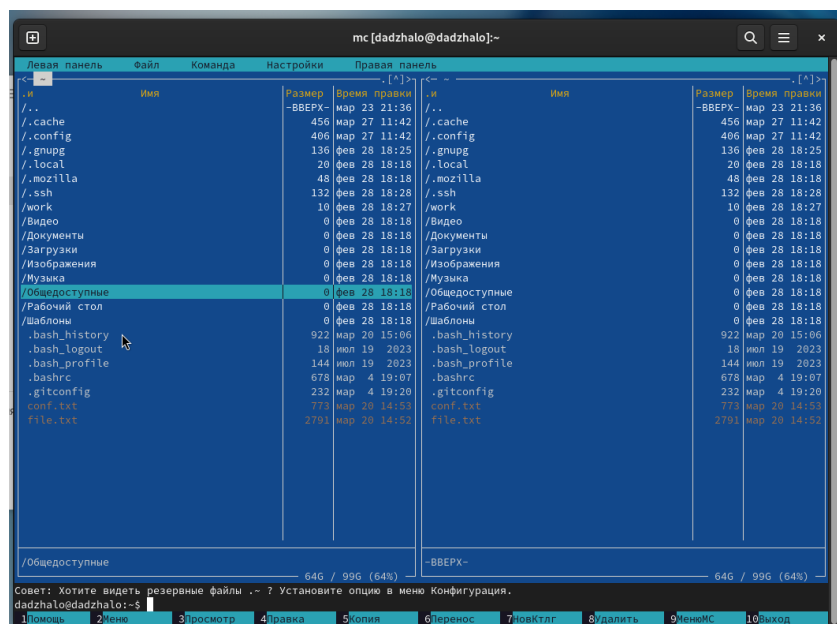 mc [dadzhalo@dadzhalo]:~
Левая панель Файл Команда Настройки Правая панель
<- ~ .[^]> <- ~ .[^]>
.и Имя Размер Время правки .и Имя Размер Время правки
/.. -ВВЕРХ- мар 23 21:36 /.. -ВВЕРХ- мар 23 21:36
/.cache 456 мар 27 11:42 /.cache 456 мар 27 11:42
/.config 406 мар 27 11:42 /.config 406 мар 27 11:42
/.gnupg 136 фев 28 18:25 /.gnupg 136 фев 28 18:25
/.local 20 фев 28 18:18 /.local 20 фев 28 18:18
/.mozilla 48 фев 28 18:18 /.mozilla 48 фев 28 18:18
/.ssh 132 фев 28 18:28 /.ssh 132 фев 28 18:28
/work 10 фев 28 18:27 /work 10 фев 28 18:27
/Видео 0 фев 28 18:18 /Видео 0 фев 28 18:18
/Документы 0 фев 28 18:18 /Документы 0 фев 28 18:18
/Загрузки 0 фев 28 18:18 /Загрузки 0 фев 28 18:18
/Изображения 0 фев 28 18:18 /Изображения 0 фев 28 18:18
/Музыка 0 фев 28 18:18 /Музыка 0 фев 28 18:18
/Общедоступные 0 фев 28 18:18 /Общедоступные 0 фев 28 18:18
/Рабочий стол 0 фев 28 18:18 /Рабочий стол 0 фев 28 18:18
/Шаблоны 0 фев 28 18:18 /Шаблоны 0 фев 28 18:18
.bash_history 922 мар 20 15:06 .bash_history 922 мар 20 15:06
.bash_logout 18 июл 19 2023 .bash_logout 18 июл 19 2023
.bash_profile 144 июл 19 2023 .bash_profile 144 июл 19 2023
.bashrc 678 мар 4 19:07 .bashrc 678 мар 4 19:07
.gitconfig 232 мар 4 19:20 .gitconfig 232 мар 4 19:20
conf.txt 773 мар 20 14:53 conf.txt 773 мар 20 14:53
file.txt 2791 мар 20 14:52 file.txt 2791 мар 20 14:52
/Общедоступные -ВВЕРХ-
64G / 99G (64%) 64G / 99G (64%)
Совет: Хотите видеть резервные файлы .~ ? Установите опцию в меню Конфигурация.
dadzhalo@dadzhalo:~$
1Помощь 2Меню 3Просмотр 4Правка 5Копия 6Перенос 7НовКтлг 8Удалить 9МенюMC 10Выход